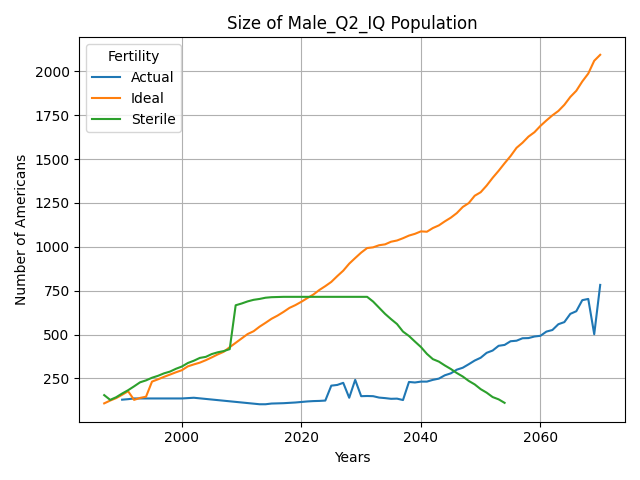 Size of Male_Q2_IQ Population
Fertility
Actual
Ideal
Sterile
Number of Americans
2000
1750
1500
1250
1000
750
500
250
2000
2020
2040
2060
Years